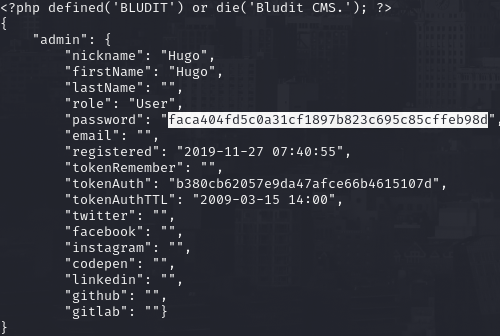 <?php defined('BLUDIT') or die('Bludit CMS.'); ?>
{
    "admin": {
        "nickname": "Hugo",
        "firstName": "Hugo",
        "lastName": "",
        "role": "User",
        "password": "faca404fd5c0a31cf1897b823c695c85cffeb98d",
        "email": "",
        "registered": "2019-11-27 07:40:55",
        "tokenRemember": "",
        "tokenAuth": "b380cb62057e9da47afce66b4615107d",
        "tokenAuthTTL": "2009-03-15 14:00",
        "twitter": "",
        "facebook": "",
        "instagram": "",
        "codepen": "",
        "linkedin": "",
        "github": "",
        "gitlab": ""}
}